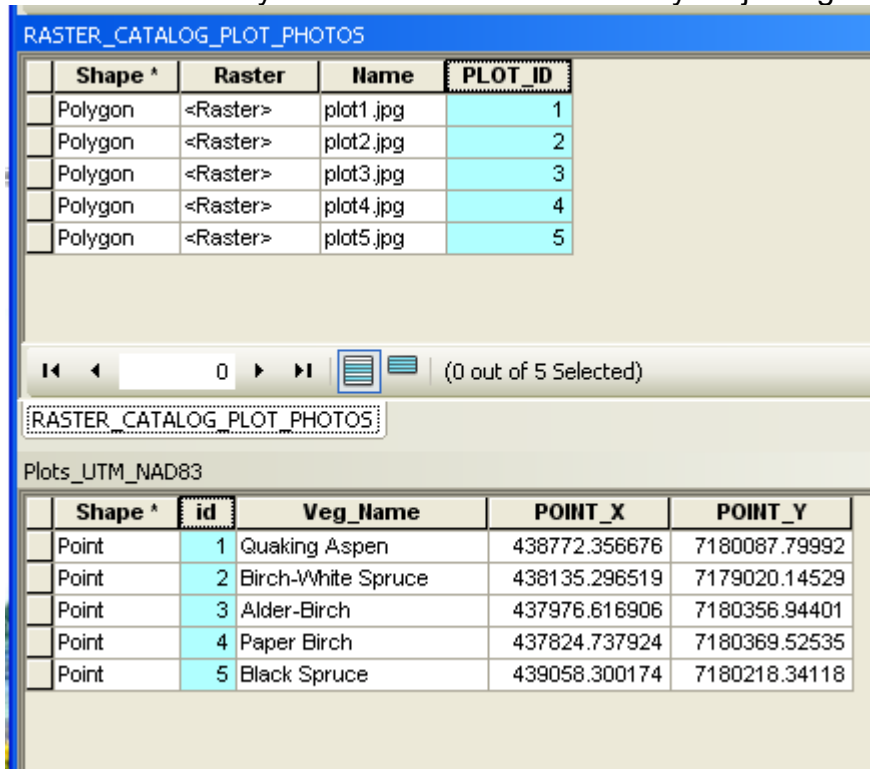 RASTER_CATALOG_PLOT_PHOTOS
Shape * Raster Name PLOT_ID
Polygon <Raster> plot1.jpg 1
Polygon <Raster> plot2.jpg 2
Polygon <Raster> plot3.jpg 3
Polygon <Raster> plot4.jpg 4
Polygon <Raster> plot5.jpg 5
0 (0 out of 5 Selected)
RASTER_CATALOG_PLOT_PHOTOS
Plots_UTM_NAD83
Shape * id Veg_Name POINT_X POINT_Y
Point 1 Quaking Aspen 438772.356676 7180087.79992
Point 2 Birch-White Spruce 438135.296519 7179020.14529
Point 3 Alder-Birch 437976.616906 7180356.94401
Point 4 Paper Birch 437824.737924 7180369.52535
Point 5 Black Spruce 439058.300174 7180218.34118